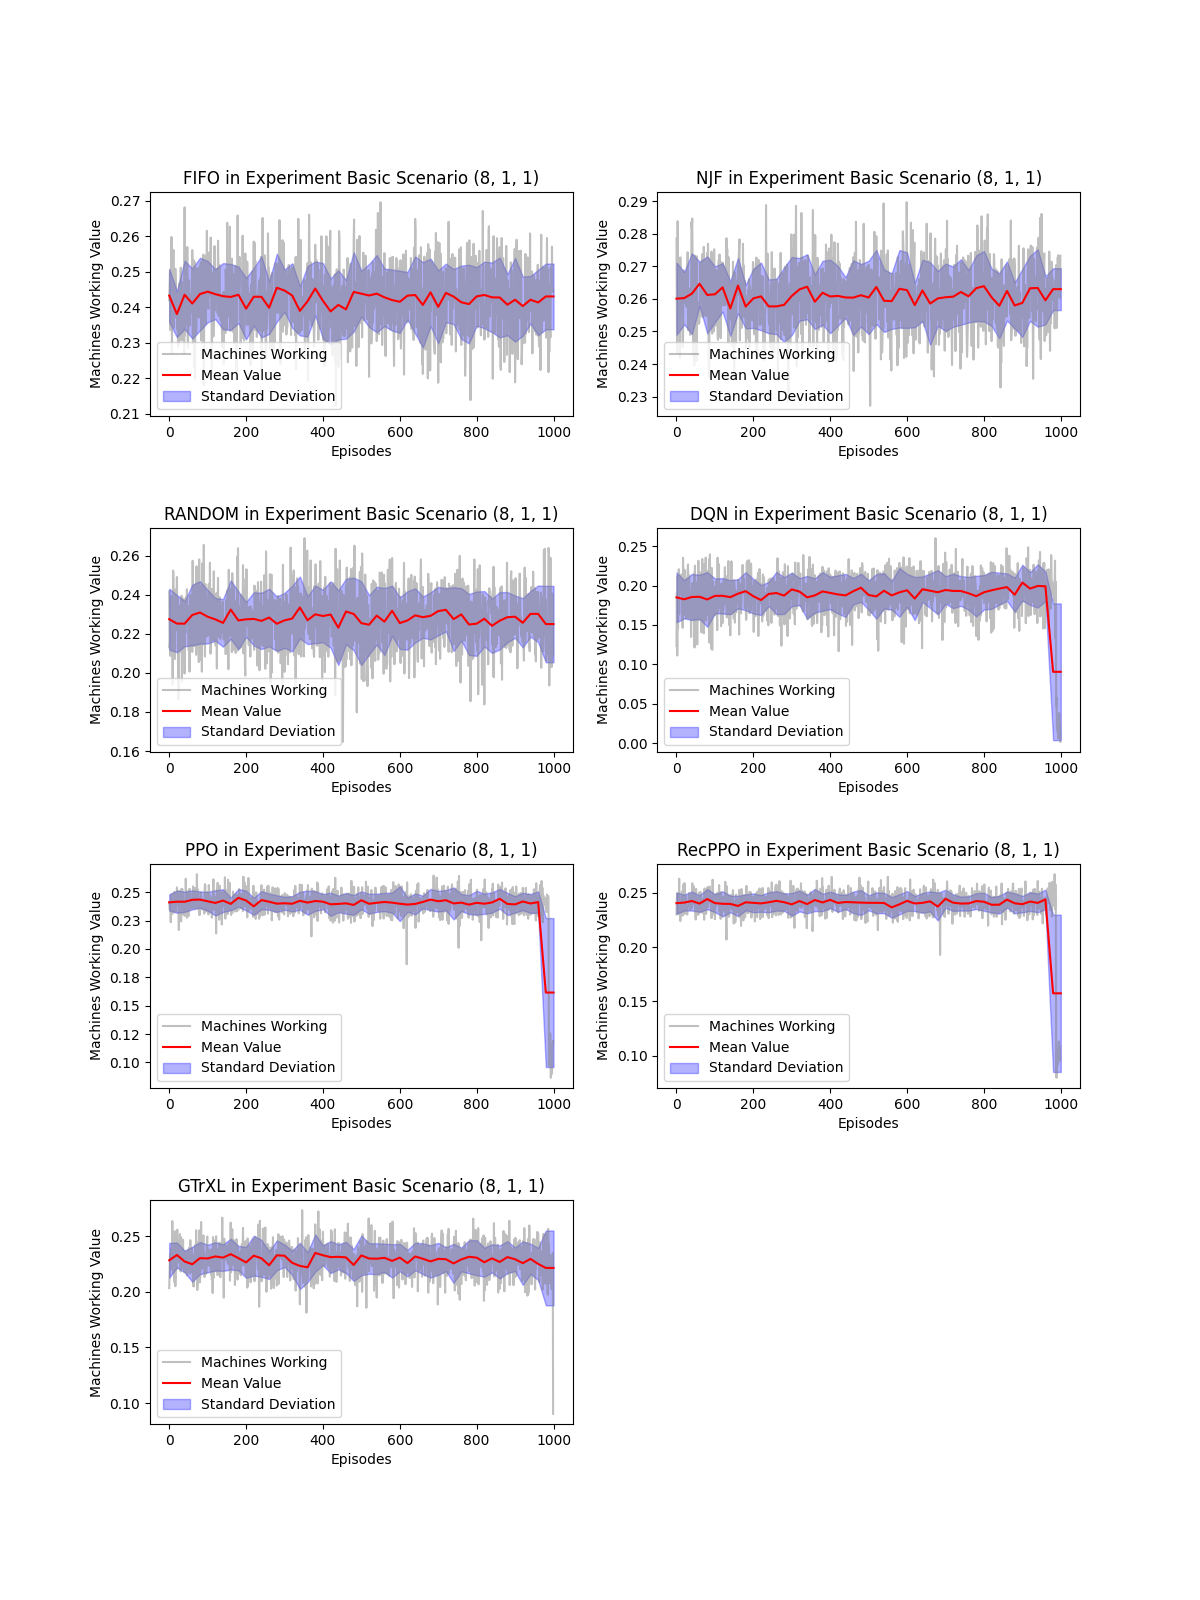 FIFO in Experiment Basic Scenario (8, 1, 1)
Machines Working Value
0.27
0.26
0.25
0.24
0.23
0.22
0.21
Machines Working
Mean Value
Standard Deviation
0 200 400 600 800 1000
Episodes
NJF in Experiment Basic Scenario (8, 1, 1)
Machines Working Value
0.29
0.28
0.27
0.26
0.25
0.24
0.23
Machines Working
Mean Value
Standard Deviation
0 200 400 600 800 1000
Episodes
RANDOM in Experiment Basic Scenario (8, 1, 1)
Machines Working Value
0.26
0.24
0.22
0.20
0.18
0.16
Machines Working
Mean Value
Standard Deviation
0 200 400 600 800 1000
Episodes
DQN in Experiment Basic Scenario (8, 1, 1)
Machines Working Value
0.25
0.20
0.15
0.10
0.05
0.00
Machines Working
Mean Value
Standard Deviation
0 200 400 600 800 1000
Episodes
PPO in Experiment Basic Scenario (8, 1, 1)
Machines Working Value
0.25
0.23
0.20
0.18
0.15
0.12
0.10
Machines Working
Mean Value
Standard Deviation
0 200 400 600 800 1000
Episodes
RecPPO in Experiment Basic Scenario (8, 1, 1)
Machines Working Value
0.25
0.20
0.15
0.10
Machines Working
Mean Value
Standard Deviation
0 200 400 600 800 1000
Episodes
GTrXL in Experiment Basic Scenario (8, 1, 1)
Machines Working Value
0.25
0.20
0.15
0.10
Machines Working
Mean Value
Standard Deviation
0 200 400 600 800 1000
Episodes